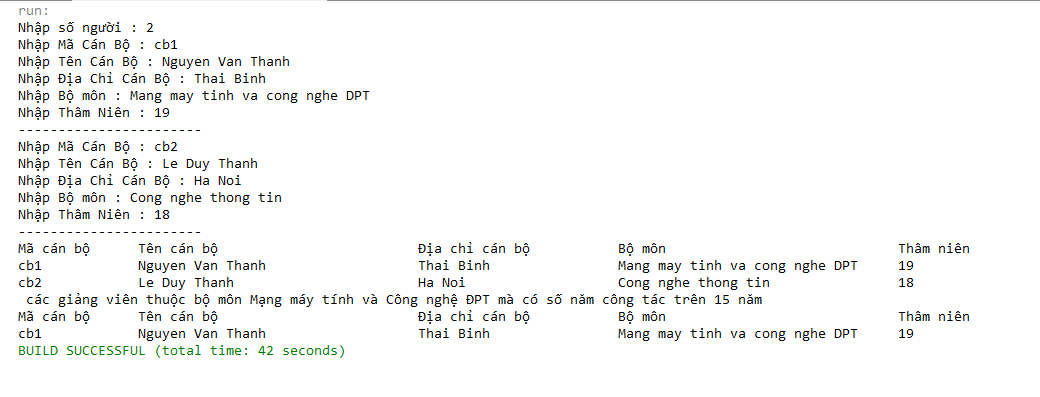 run:
Nhập số người : 2
Nhập Mã Cán Bộ : cb1
Nhập Tên Cán Bộ : Nguyen Van Thanh
Nhập Địa Chỉ Cán Bộ : Thai Binh
Nhập Bộ môn : Mang may tinh va cong nghe DPT
Nhập Thâm Niên : 19
-----------------------
Nhập Mã Cán Bộ : cb2
Nhập Tên Cán Bộ : Le Duy Thanh
Nhập Địa Chỉ Cán Bộ : Ha Noi
Nhập Bộ môn : Cong nghe thong tin
Nhập Thâm Niên : 18
-----------------------
Mã cán bộ Tên cán bộ Địa chỉ cán bộ Bộ môn Thâm niên
cb1 Nguyen Van Thanh Thai Binh Mang may tinh va cong nghe DPT 19
cb2 Le Duy Thanh Ha Noi Cong nghe thong tin 18
các giảng viên thuộc bộ môn Mạng máy tính và Công nghệ ĐPT mà có số năm công tác trên 15 năm
Mã cán bộ Tên cán bộ Địa chỉ cán bộ Bộ môn Thâm niên
cb1 Nguyen Van Thanh Thai Binh Mang may tinh va cong nghe DPT 19
BUILD SUCCESSFUL (total time: 42 seconds)